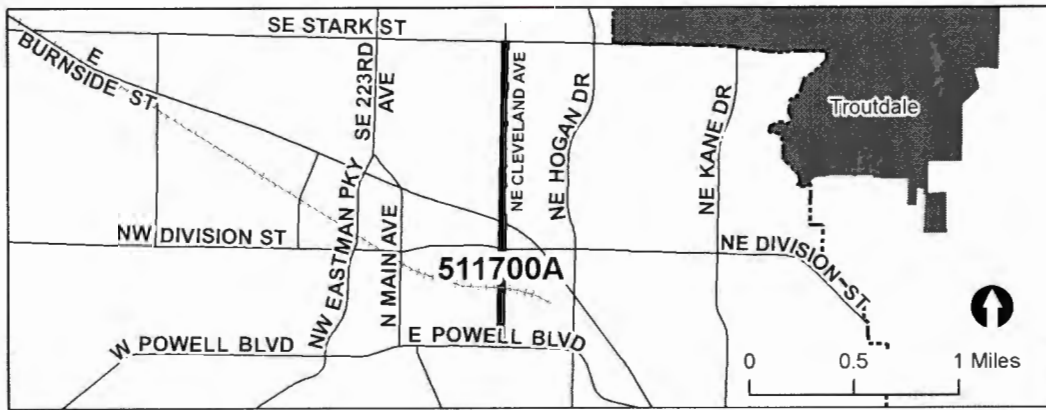 SE STARK ST
E
BURNSIDE ST
SE 223RD
AVE
NE CLEVELAND AVE
NE HOGAN DR
NE KANE DR
Troutdale
NW EASTMAN PKY
N MAIN AVE
NW DIVISION ST
NE DIVISION ST
511700A
W POWELL BLVD
E POWELL BLVD
0 0.5 1 Miles